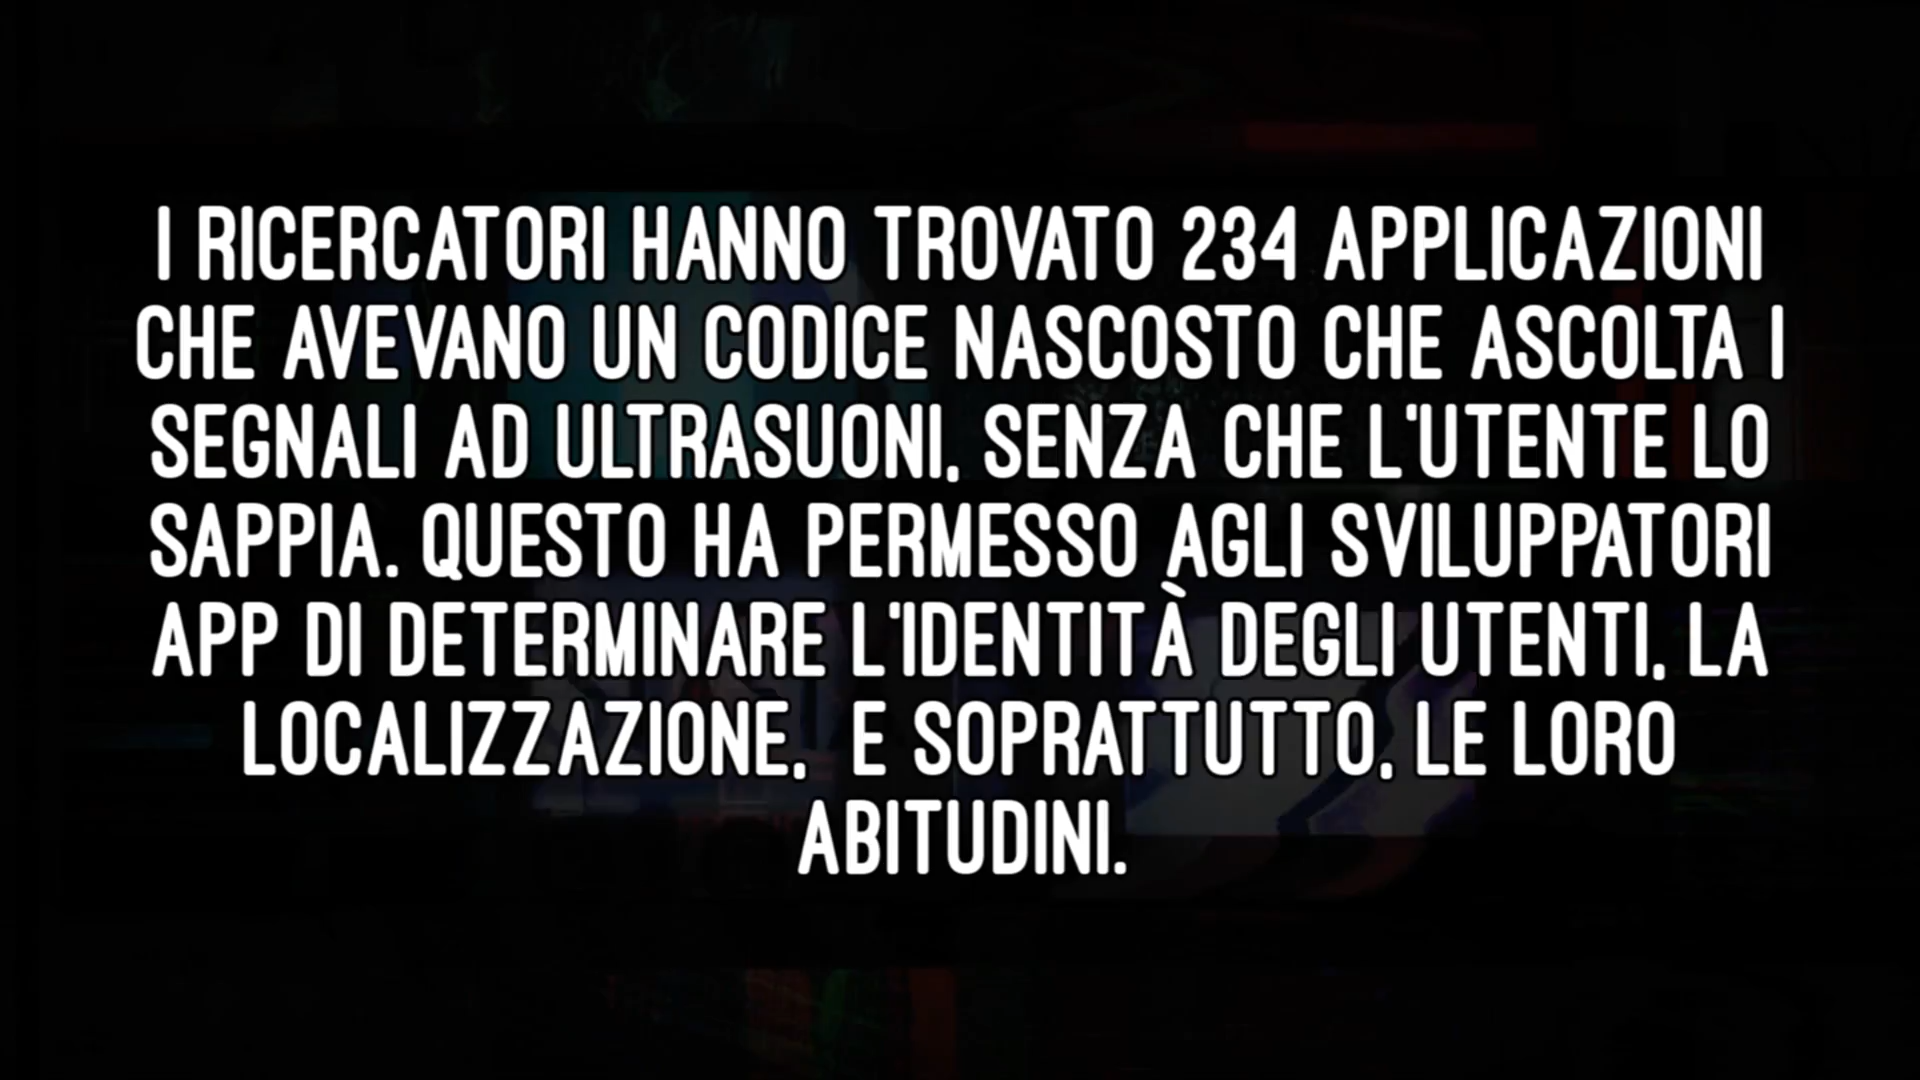 I RICERCATORI HANNO TROVATO 234 APPLICAZIONI
CHE AVEVANO UN CODICE NASCOSTO CHE ASCOLTA I
SEGNALI AD ULTRASUONI, SENZA CHE L'UTENTE LO
SAPPIA. QUESTO HA PERMESSO AGLI SVILUPPATORI
APP DI DETERMINARE L'IDENTITÀ DEGLI UTENTI, LA
LOCALIZZAZIONE,  E SOPRATTUTTO, LE LORO
ABITUDINI.